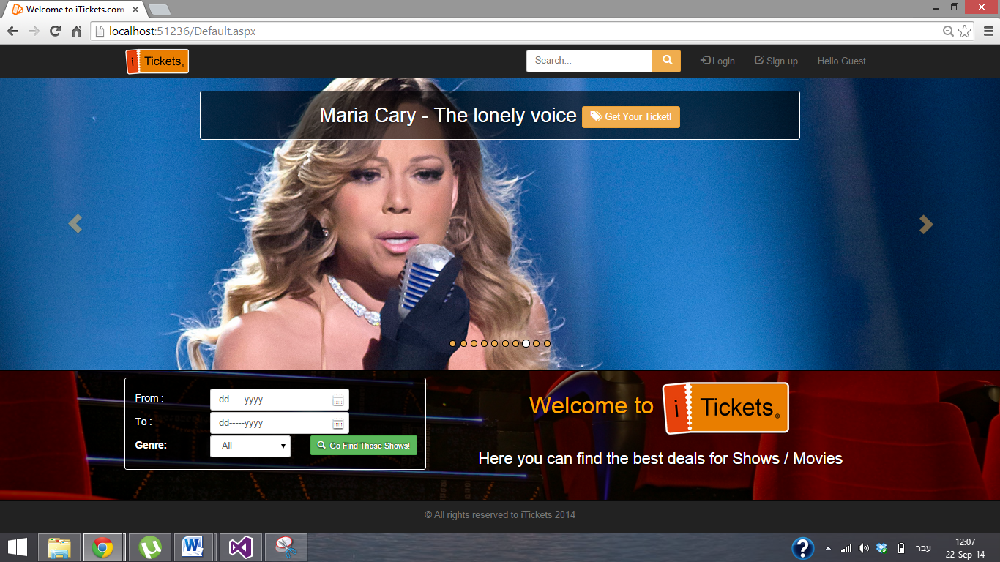 Welcome to iTickets.com
localhost:51236/Default.aspx
i Tickets.
Search...
Login
Sign up
Hello Guest
Maria Cary - The lonely voice
Get Your Ticket!
From :
dd-----yyyy
To :
dd-----yyyy
Genre:
All
Go Find Those Shows!
Welcome to
i Tickets.©
Here you can find the best deals for Shows / Movies
© All rights reserved to iTickets 2014
W
?
עבר
12:07
22-Sep-14